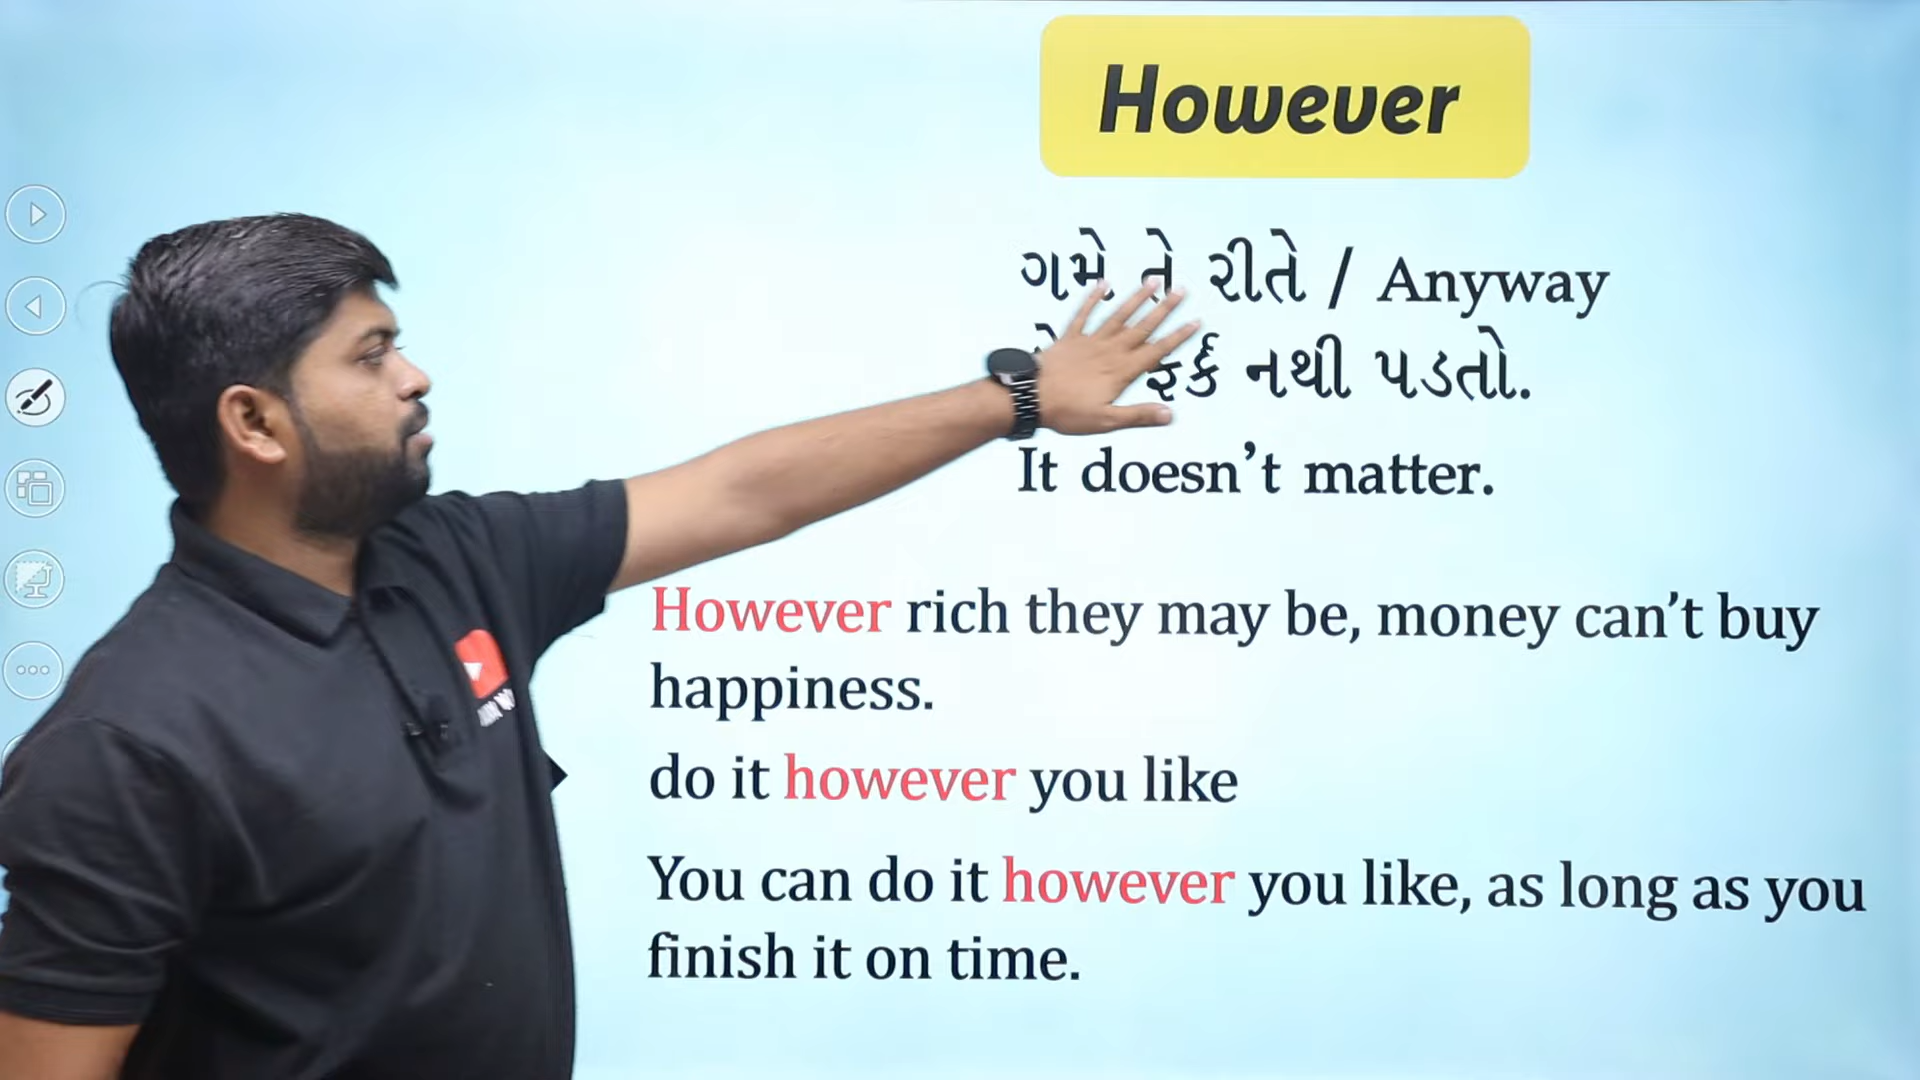 However
ગમે તે રીતે / Anyway
ફર્ક નથી પડતો.
It doesn’t matter.
However rich they may be, money can’t buy
happiness.
do it however you like
You can do it however you like, as long as you
finish it on time.